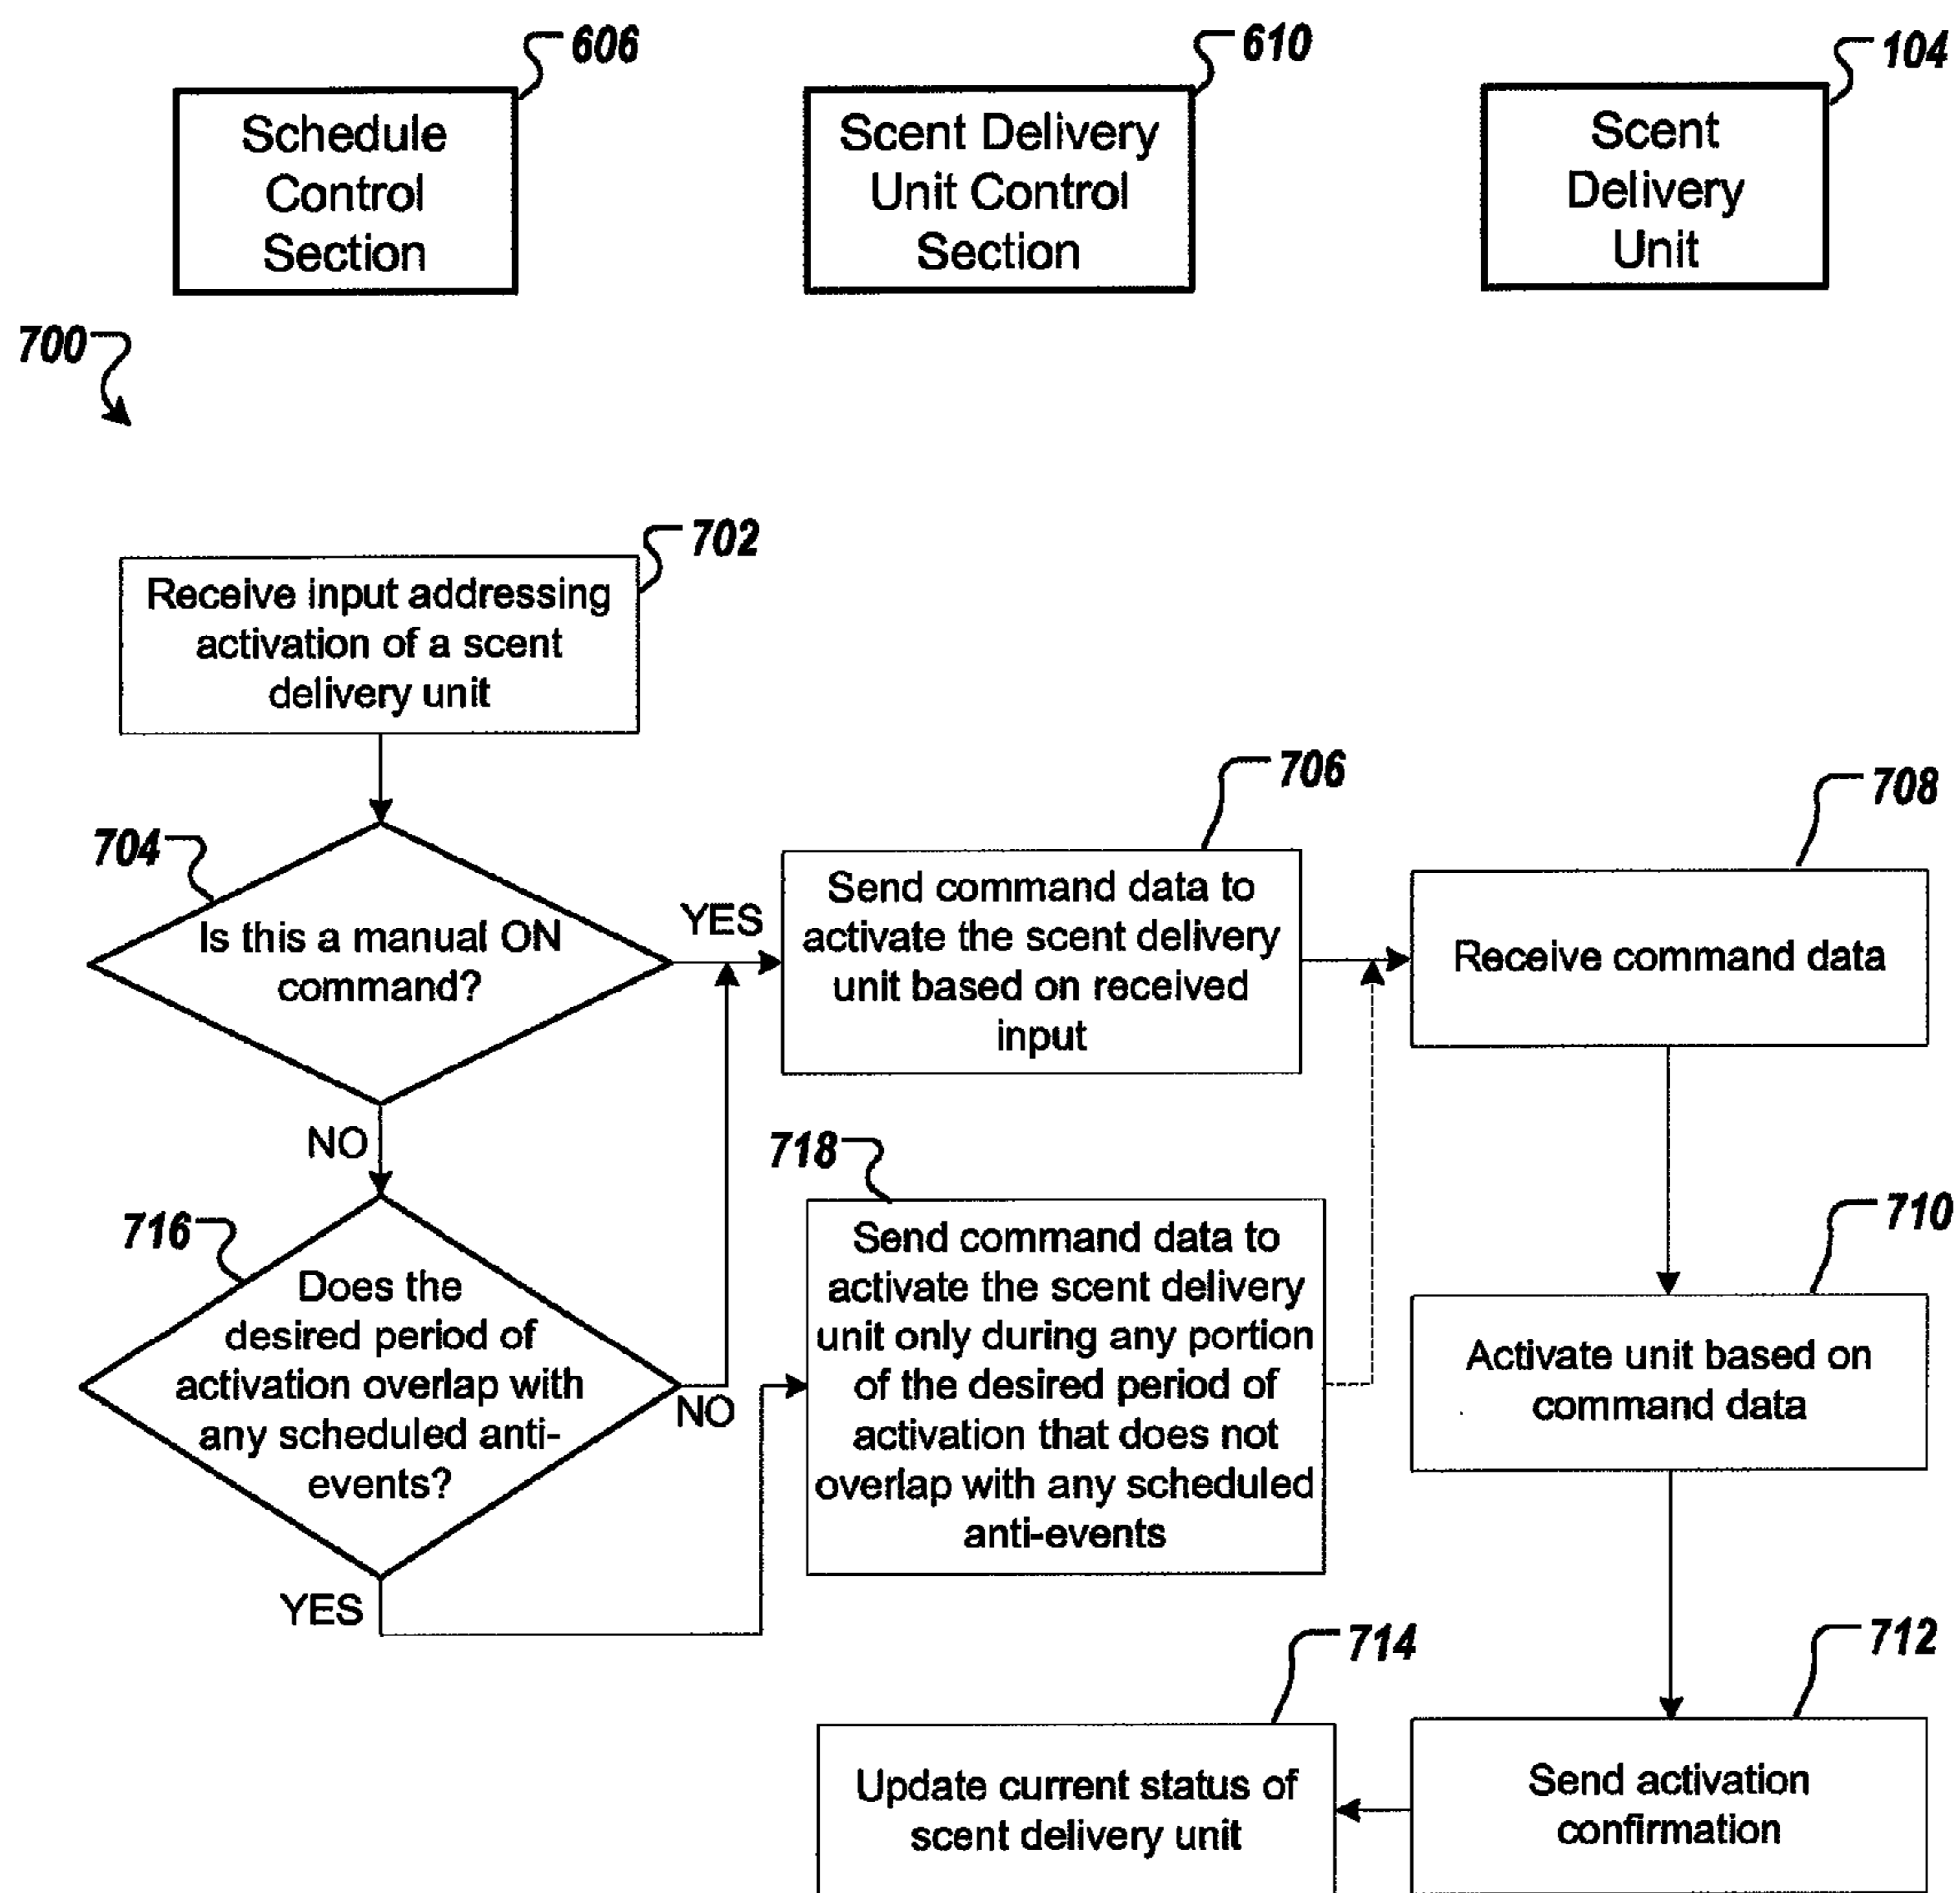 606
610
104
Schedule
Control
Section
Scent Delivery
Unit Control
Section
Scent
Delivery
Unit
700
702
Receive input addressing
activation of a scent
delivery unit
704
Is this a manual ON
command?
YES
NO
706
Send command data to
activate the scent delivery
unit based on received
input
708
Receive command data
716
Does the
desired period of
activation overlap with
any scheduled anti-
events?
NO
YES
718
Send command data to
activate the scent delivery
unit only during any portion
of the desired period of
activation that does not
overlap with any scheduled
anti-events
710
Activate unit based on
command data
712
Send activation
confirmation
714
Update current status of
scent delivery unit